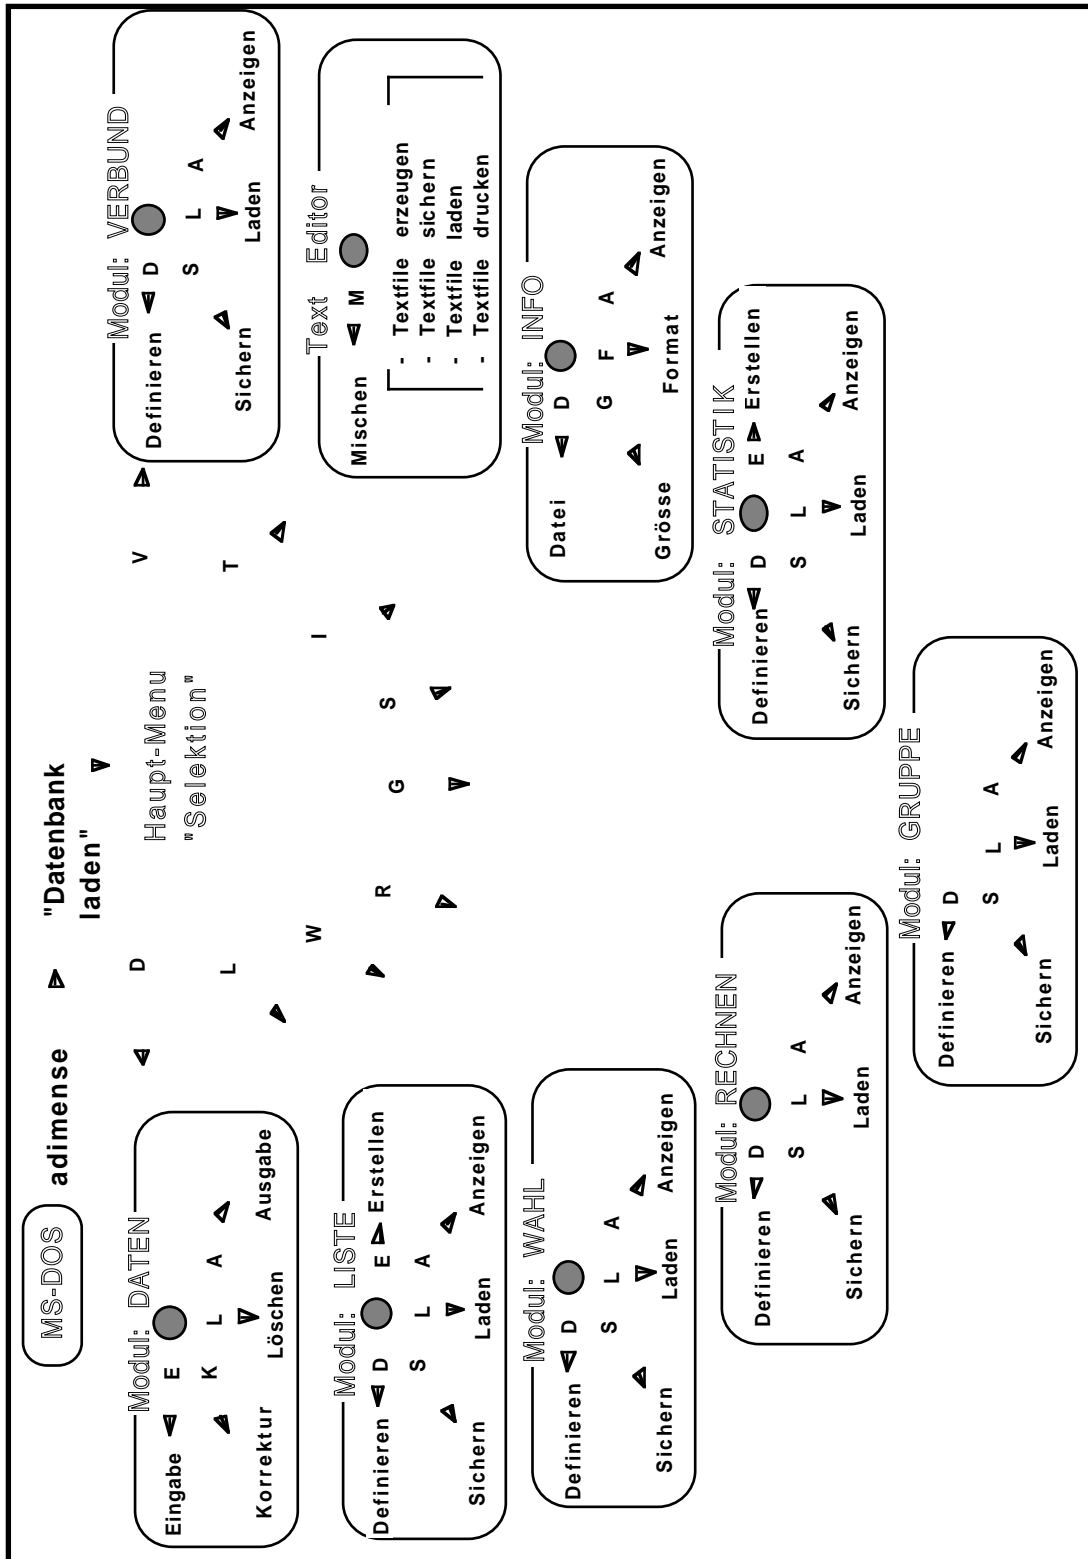 MS-DOS
adimense
"Datenbank
laden"
Haupt-Menu
"Selektion"
D
L
W
R
G
S
I
T
V
Modul: DATEN
Eingabe
E
K
L
A
Korrektur
Löschen
Ausgabe
Modul: LISTE
Definieren
D
E
Erstellen
S
L
A
Sichern
Laden
Anzeigen
Modul: WAHL
Definieren
D
S
L
A
Sichern
Laden
Anzeigen
Modul: RECHNEN
Definieren
D
S
L
A
Sichern
Laden
Anzeigen
Modul: GRUPPE
Definieren
D
S
L
A
Sichern
Laden
Anzeigen
Modul: STATISTIK
Definieren
D
E
Erstellen
S
L
A
Sichern
Laden
Anzeigen
Modul: INFO
Datei
D
G
F
A
Grösse
Format
Anzeigen
Text Editor
Mischen
M
- Textfile erzeugen
- Textfile sichern
- Textfile laden
- Textfile drucken
Modul: VERBUND
Definieren
D
S
L
A
Sichern
Laden
Anzeigen